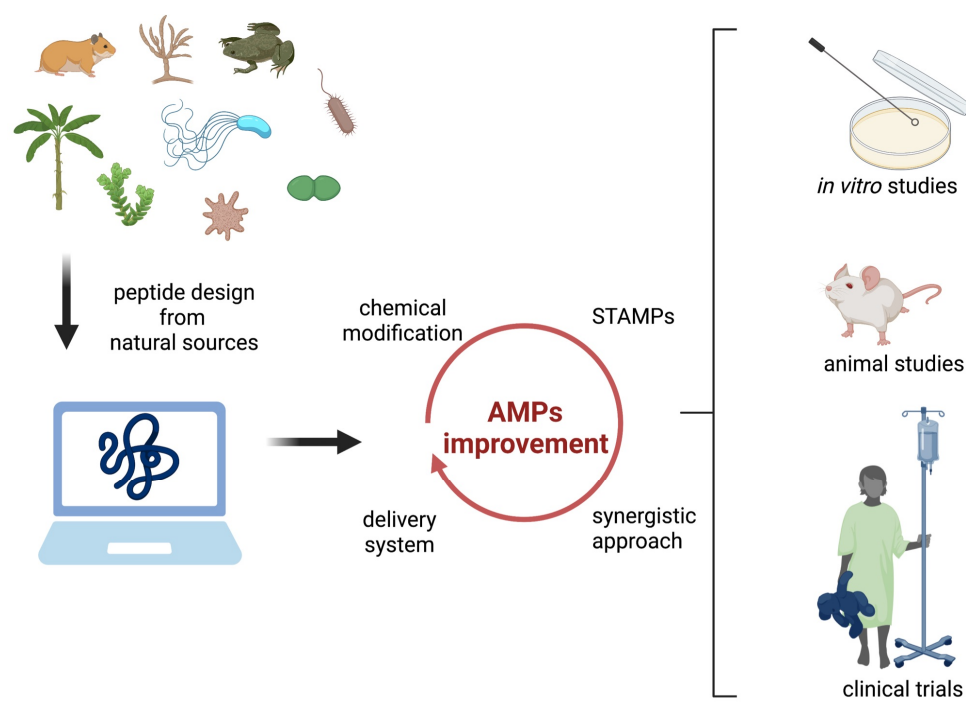 peptide design
from
natural sources
chemical
modification
STAMPs
AMPs
improvement
delivery
system
synergistic
approach
in vitro studies
animal studies
clinical trials